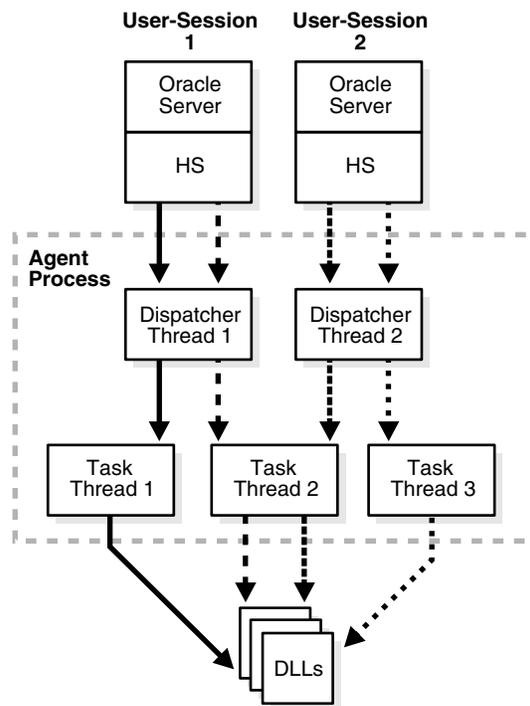 User-Session
1
User-Session
2
Oracle
Server
HS
Oracle
Server
HS
Agent
Process
Dispatcher
Thread 1
Dispatcher
Thread 2
Task
Thread 1
Task
Thread 2
Task
Thread 3
DLLs